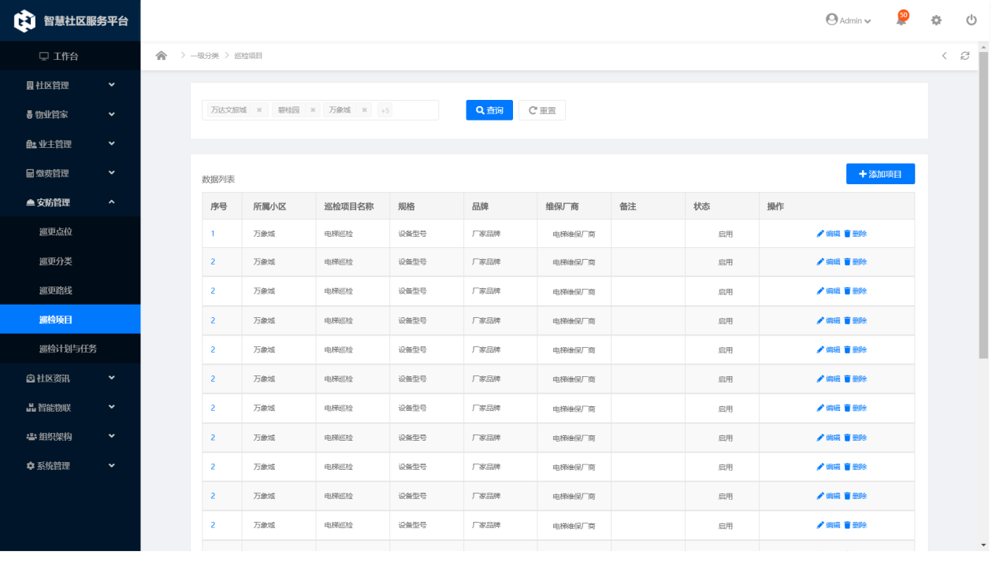 智慧社区服务平台
Admin
50
工作台
一级分类 > 巡检项目
社区管理
物业管家
业主管理
缴费管理
安防管理
巡更点位
巡更分类
巡更路线
巡检项目
巡检计划与任务
社区资讯
智能物联
组织架构
系统管理
万达文旅城 × 碧桂园 × 万象城 × +5
查询 重置
数据列表
+添加项目
序号 所属小区 巡检项目名称 规格 品牌 维保厂商 备注 状态 操作
1 万象城 电梯巡检 设备型号 厂家品牌 电梯维保厂商 启用 编辑 删除
2 万象城 电梯巡检 设备型号 厂家品牌 电梯维保厂商 启用 编辑 删除
2 万象城 电梯巡检 设备型号 厂家品牌 电梯维保厂商 启用 编辑 删除
2 万象城 电梯巡检 设备型号 厂家品牌 电梯维保厂商 启用 编辑 删除
2 万象城 电梯巡检 设备型号 厂家品牌 电梯维保厂商 启用 编辑 删除
2 万象城 电梯巡检 设备型号 厂家品牌 电梯维保厂商 启用 编辑 删除
2 万象城 电梯巡检 设备型号 厂家品牌 电梯维保厂商 启用 编辑 删除
2 万象城 电梯巡检 设备型号 厂家品牌 电梯维保厂商 启用 编辑 删除
2 万象城 电梯巡检 设备型号 厂家品牌 电梯维保厂商 启用 编辑 删除
2 万象城 电梯巡检 设备型号 厂家品牌 电梯维保厂商 启用 编辑 删除
2 万象城 电梯巡检 设备型号 厂家品牌 电梯维保厂商 启用 编辑 删除